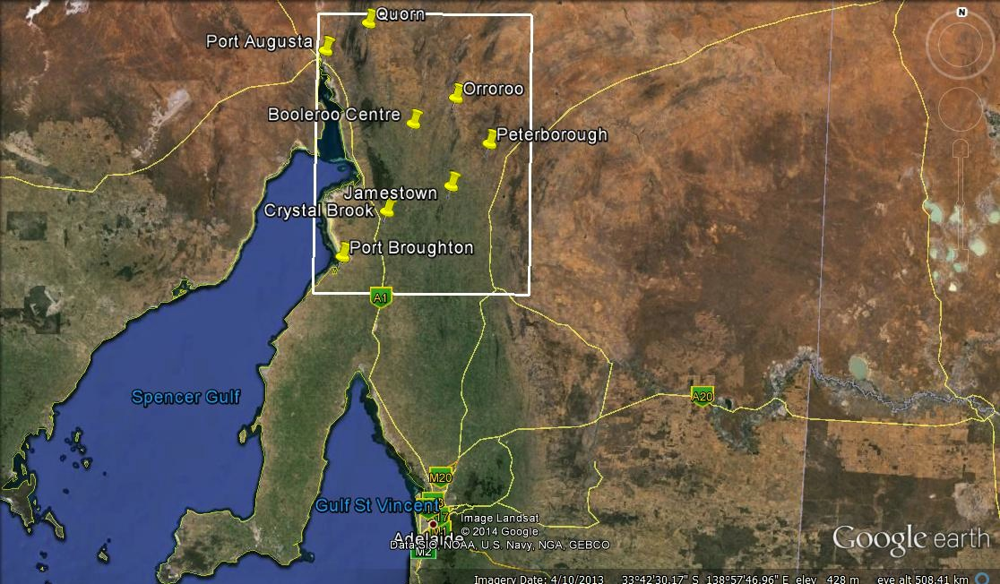 Quorn
N
Port Augusta
Orroroo
Booleroo Centre
Peterborough
Jamestown
Crystal Brook
Port Broughton
A1
Spencer Gulf
A20
M20
Gulf St Vincent
Image Landsat
© 2014 Google
Data SIO, NOAA, U.S. Navy, NGA, GEBCO
Adelaide
M2
Google earth
Imagery Date: 4/10/2013 33°42'30.17" S 138°57'46.96" E elev 428 m eye alt 508.41 km